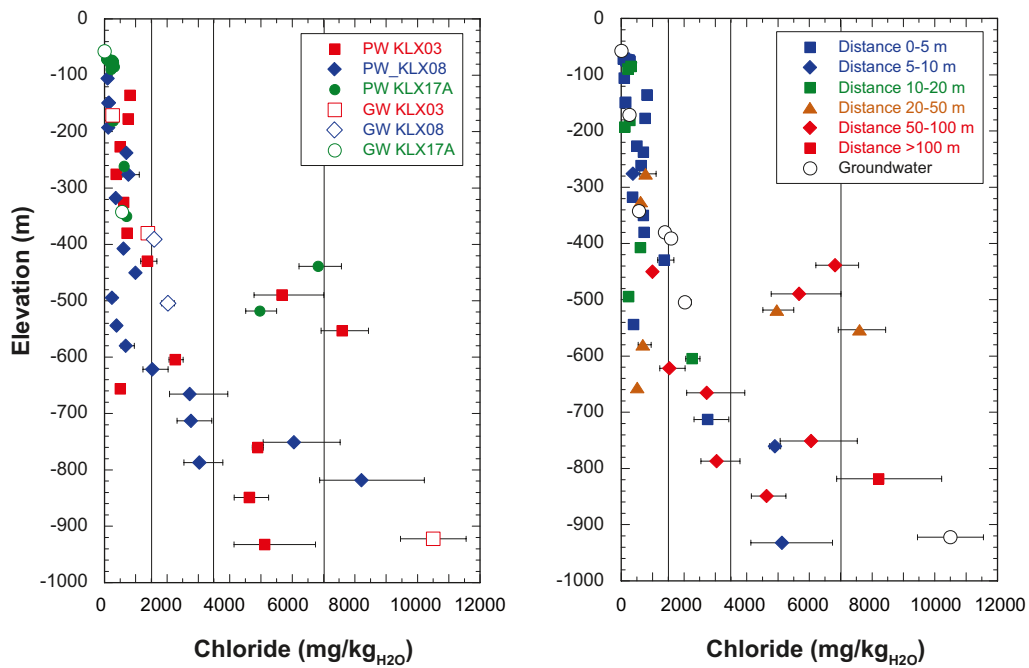 0
-100
-200
-300
-400
-500
-600
-700
-800
-900
-1000
Elevation (m)
PW KLX03
PW_KLX08
PW KLX17A
GW KLX03
GW KLX08
GW KLX17A
0 2000 4000 6000 8000 10000 12000
Chloride (mg/kgH2O)
0
-100
-200
-300
-400
-500
-600
-700
-800
-900
-1000
Distance 0-5 m
Distance 5-10 m
Distance 10-20 m
Distance 20-50 m
Distance 50-100 m
Distance >100 m
Groundwater
0 2000 4000 6000 8000 10000 12000
Chloride (mg/kgH2O)